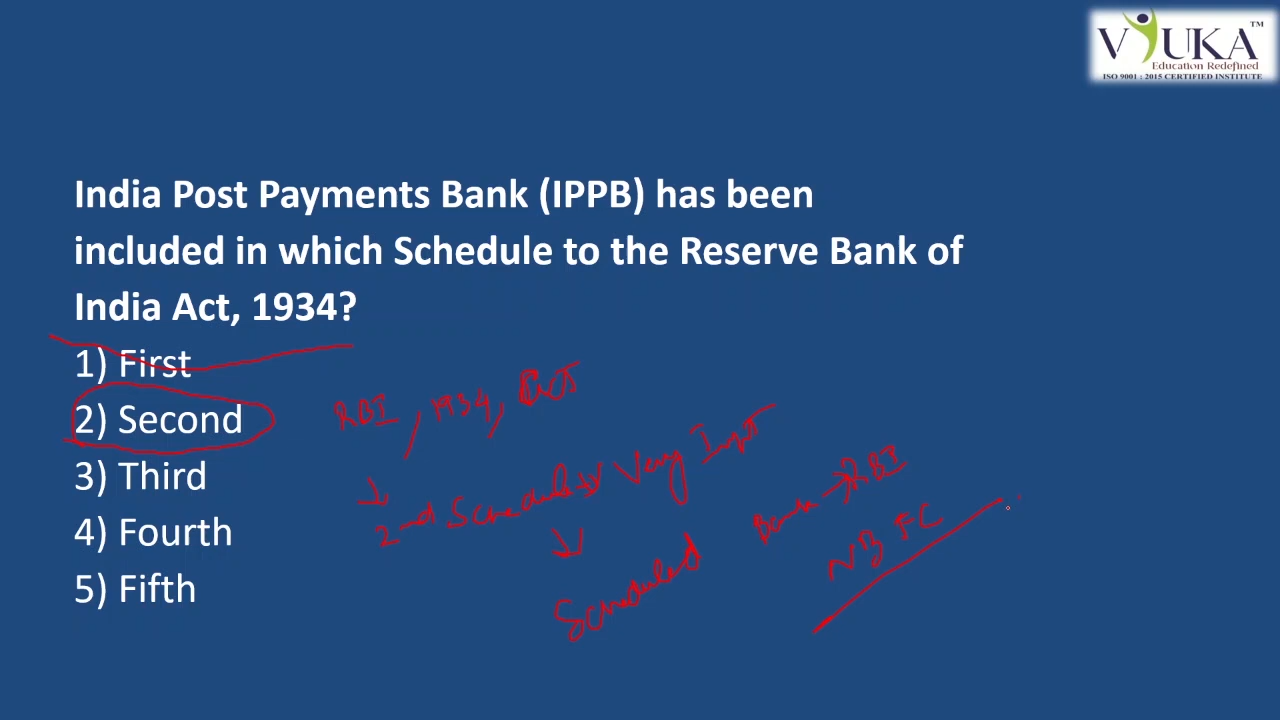 VYUKA™
Education Redefined
ISO 9001 : 2015 CERTIFIED INSTITUTE
India Post Payments Bank (IPPB) has been
included in which Schedule to the Reserve Bank of
India Act, 1934?
1) First
2) Second
3) Third
4) Fourth
5) Fifth
RBI, 1934, Act
2nd Schedule Very Impt
Scheduled Bank → RBI
NBFC